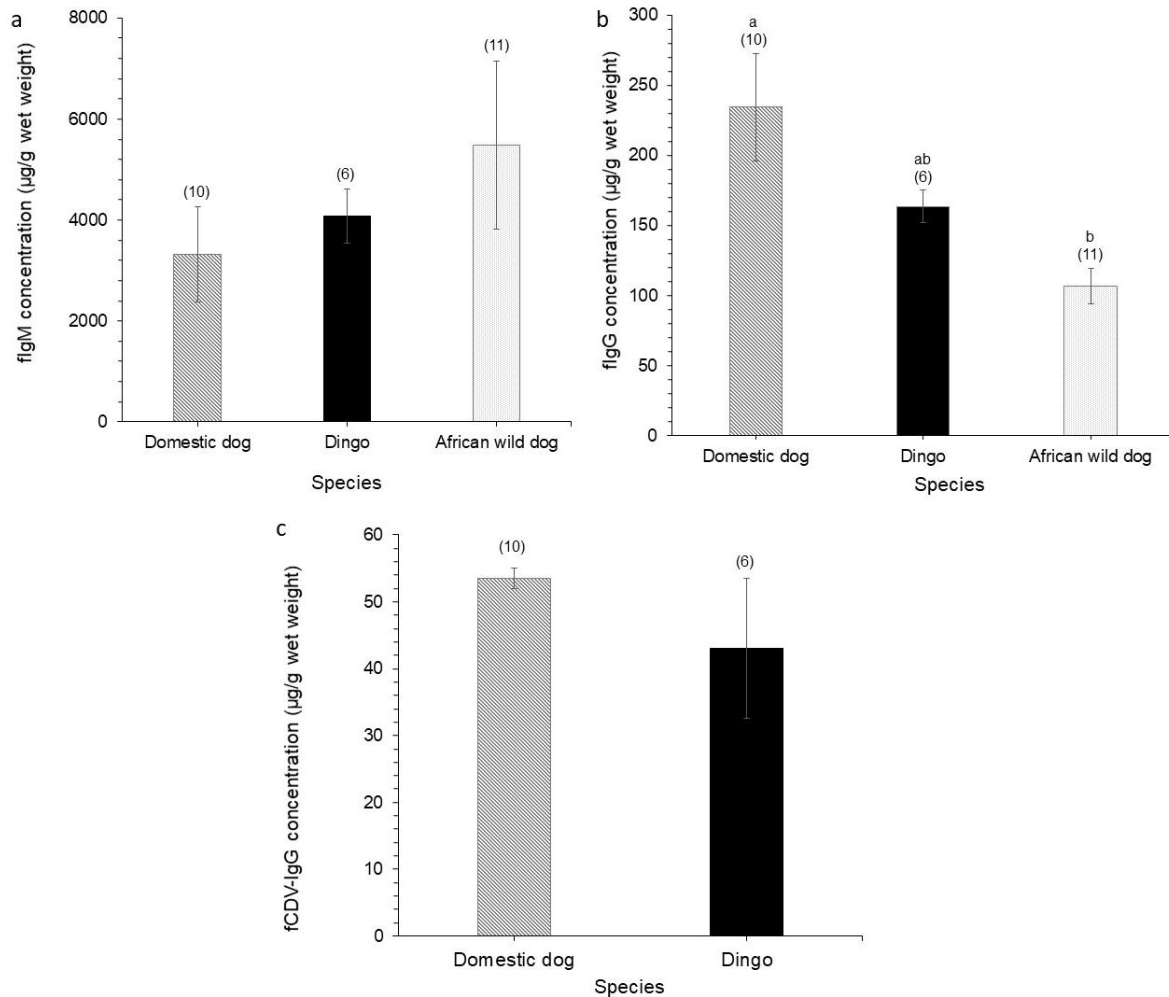 a
8000
6000
4000
2000
0
fIgM concentration (µg/g wet weight)
(10)
(6)
(11)
Domestic dog
Dingo
African wild dog
Species
b
300
250
200
150
100
50
0
fIgG concentration (µg/g wet weight)
a
(10)
ab
(6)
b
(11)
Domestic dog
Dingo
African wild dog
Species
c
60
50
40
30
20
10
0
fCDV-IgG concentration (µg/g wet weight)
(10)
(6)
Domestic dog
Dingo
Species